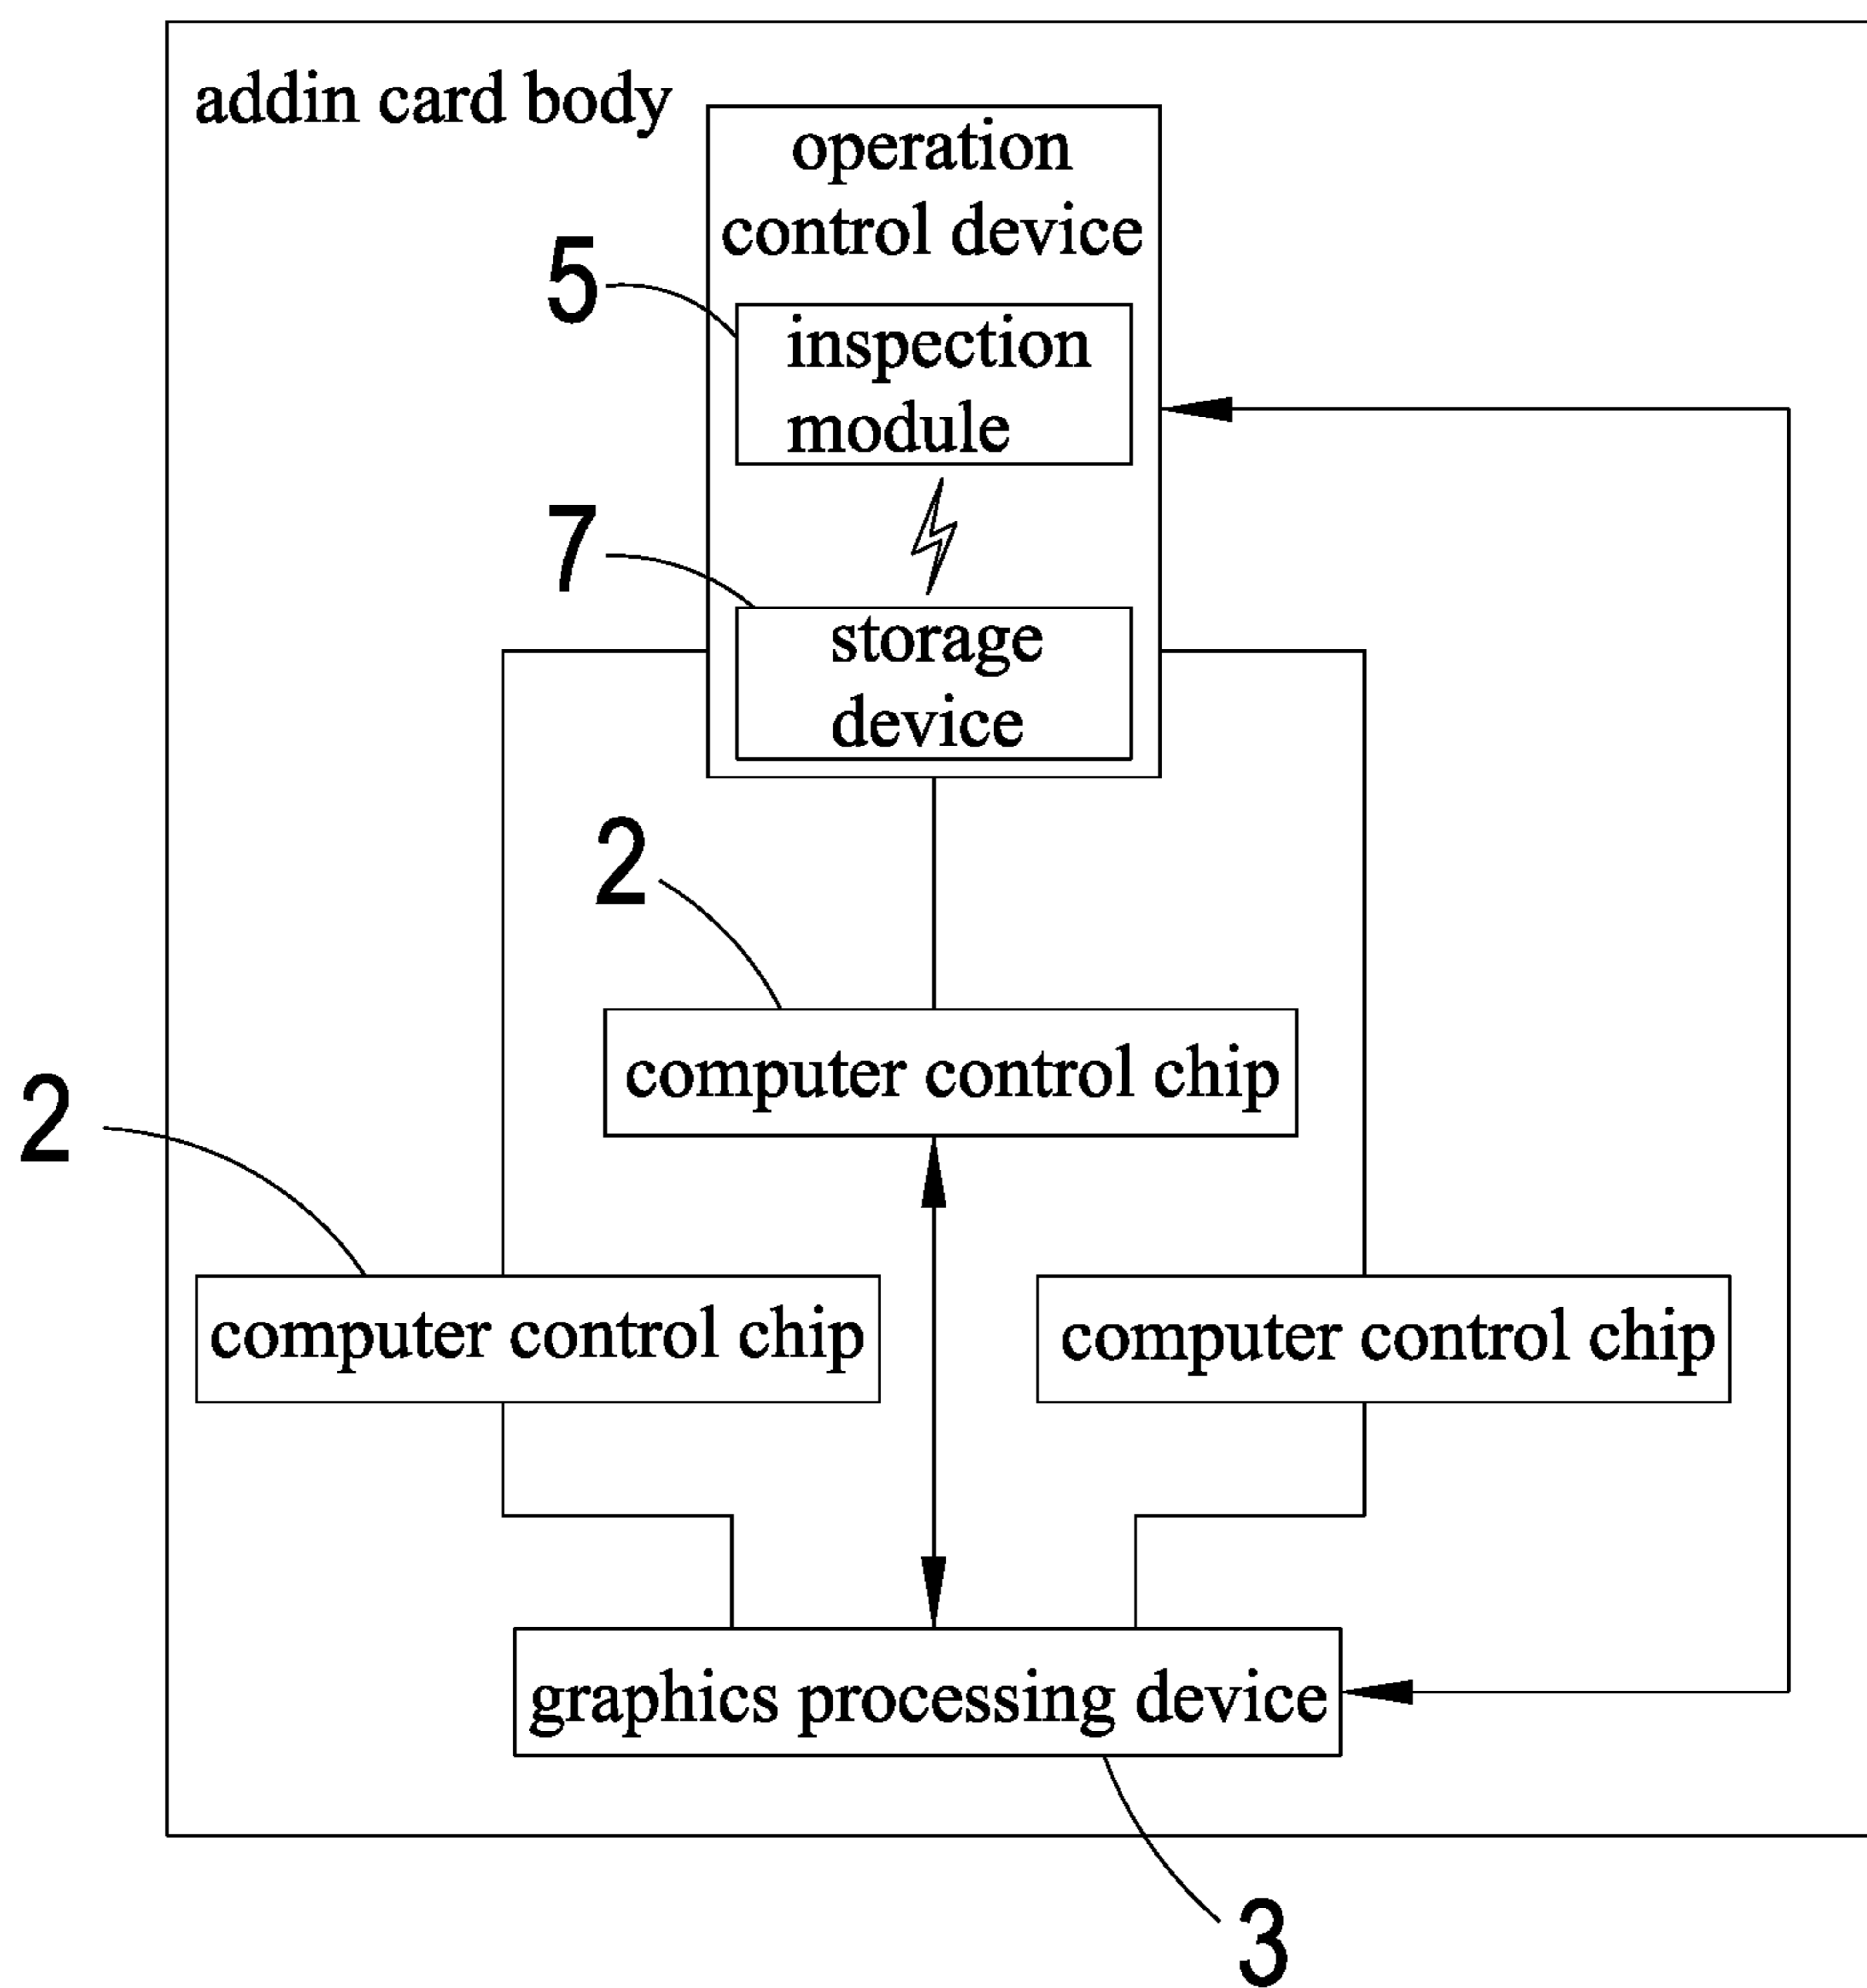 addin card body
operation
control device
5
inspection
module
7
storage
device
2
computer control chip
2
computer control chip
computer control chip
graphics processing device
3